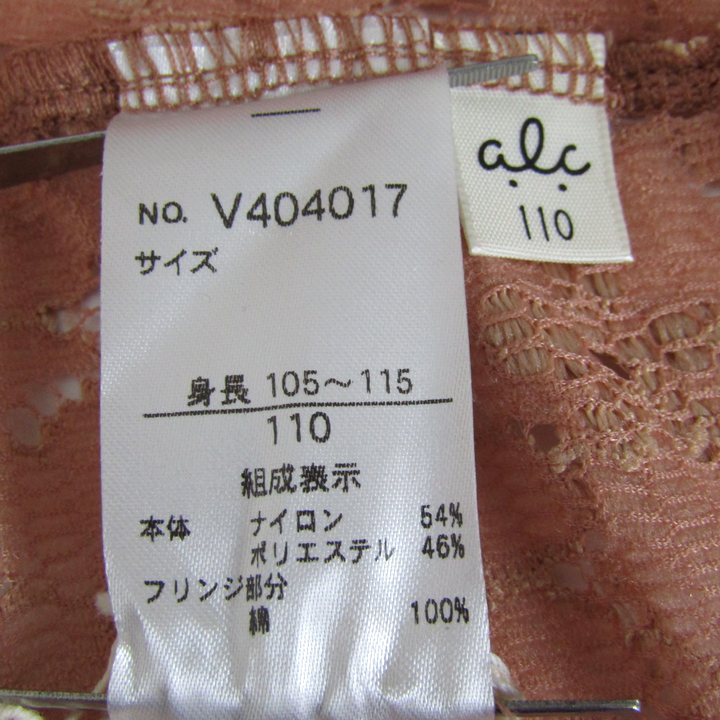 NO. V404017
サイズ
身長 105～115
110
組成表示
本体 ナイロン 54%
ポリエステル 46%
フリンジ部分
綿 100%
a.l.c
110